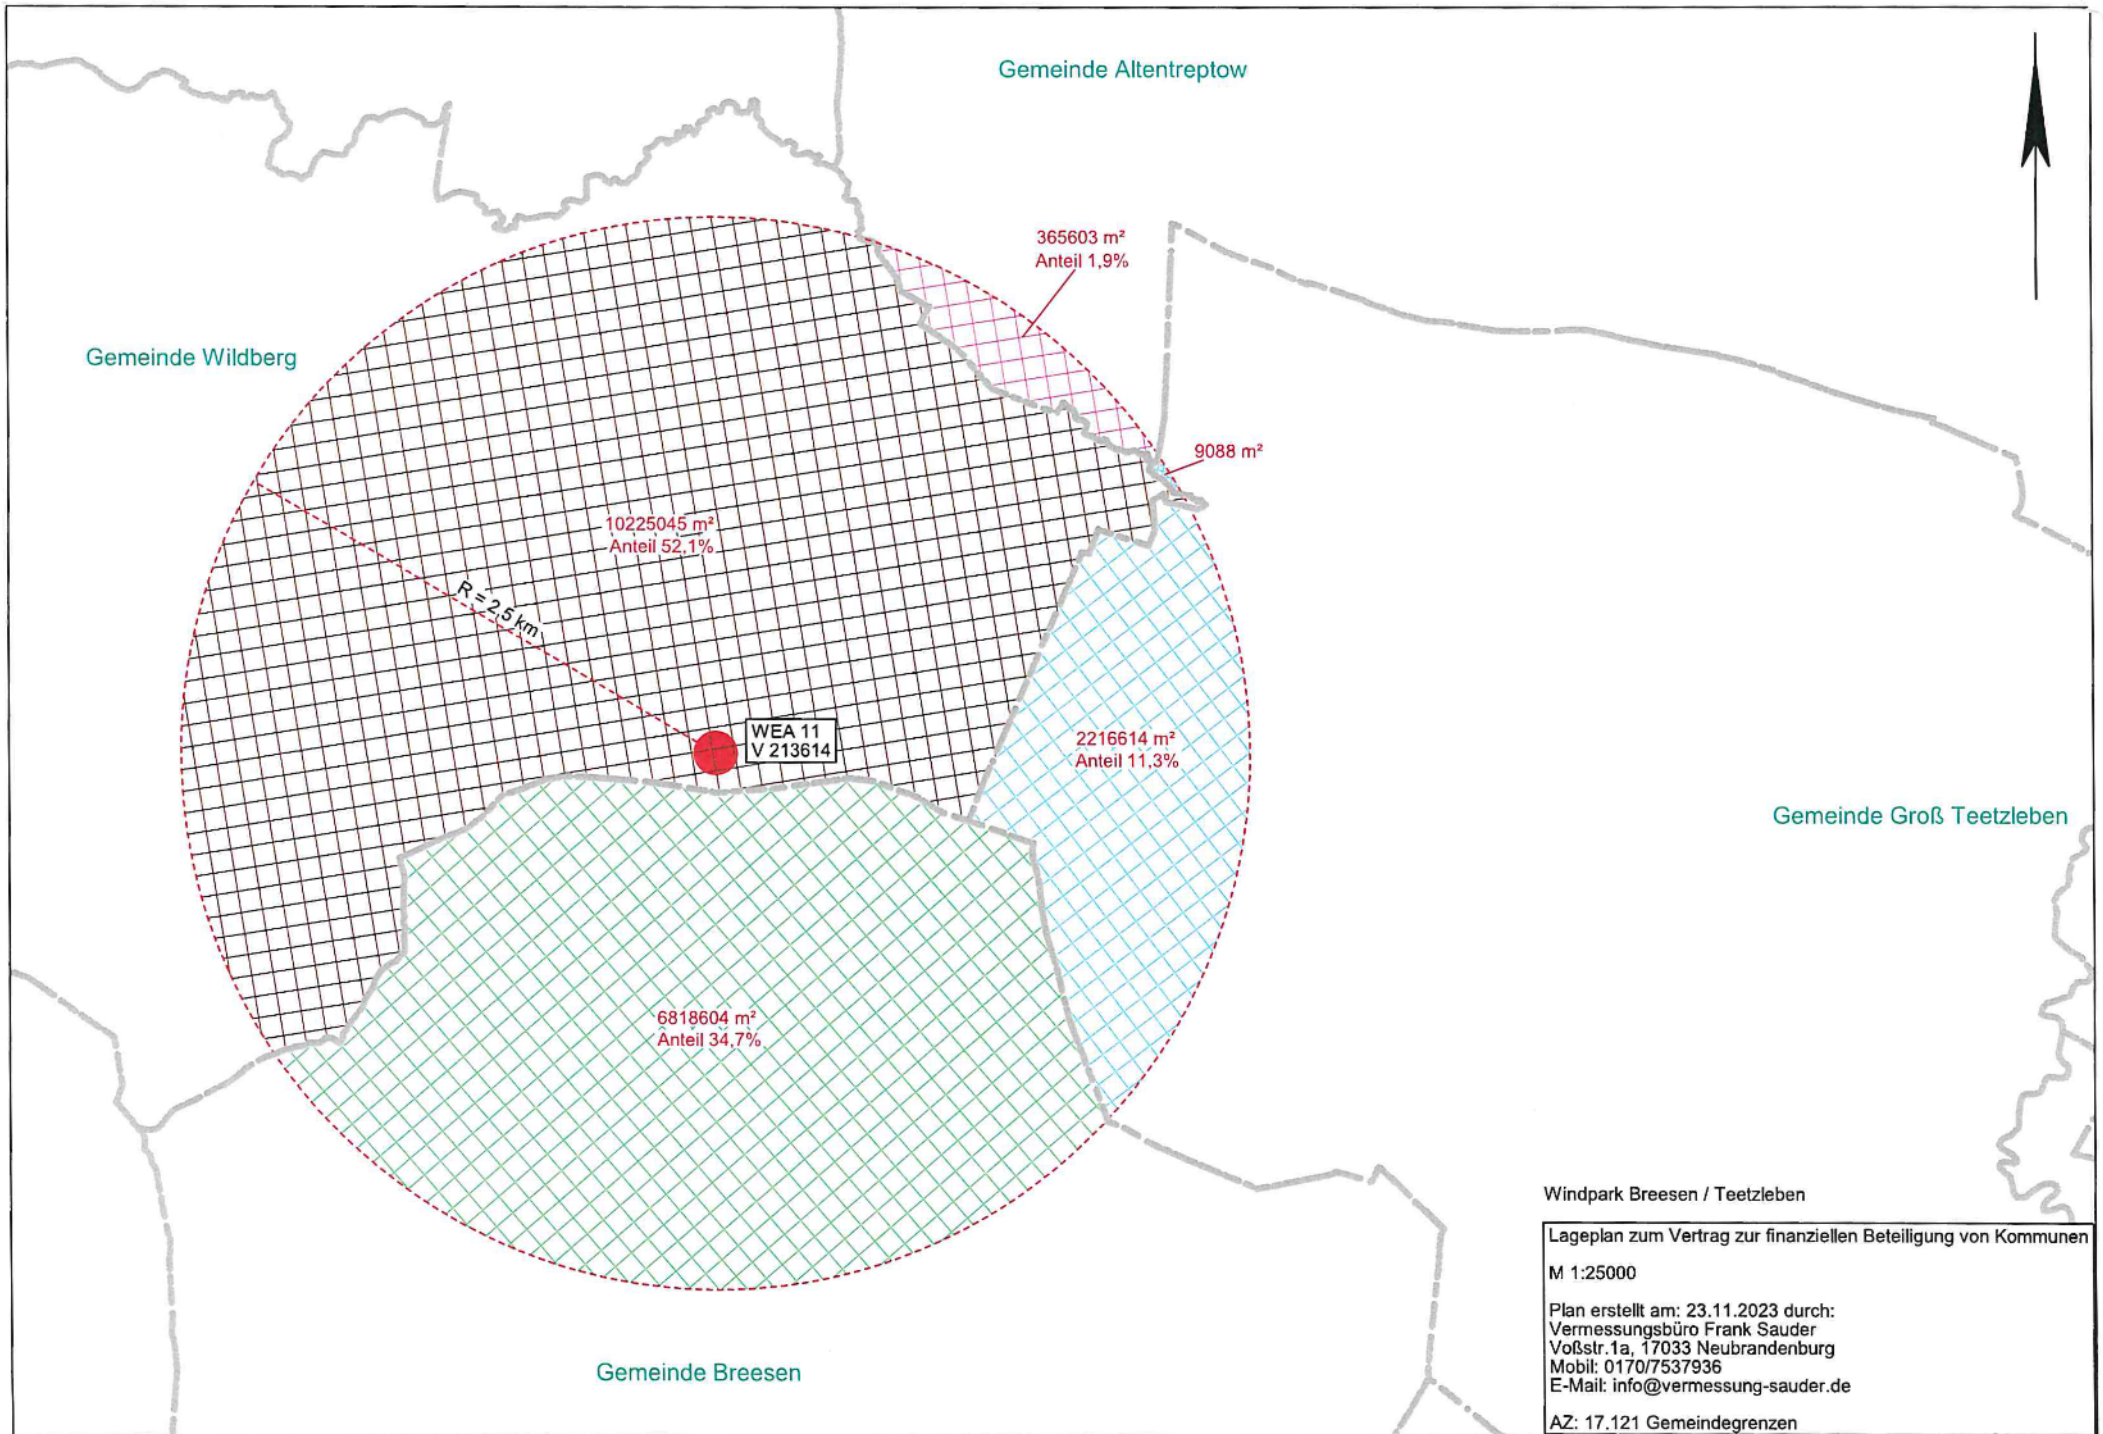 Gemeinde Altentreptow
365603 m²
Anteil 1,9%
Gemeinde Wildberg
9088 m²
10225045 m²
Anteil 52,1%
R = 2,5 km
WEA 11
V 213614
2216614 m²
Anteil 11,3%
Gemeinde Groß Teetzleben
6818604 m²
Anteil 34,7%
Gemeinde Breesen
Windpark Breesen / Teetzleben
Lageplan zum Vertrag zur finanziellen Beteiligung von Kommunen
M 1:25000
Plan erstellt am: 23.11.2023 durch:
Vermessungsbüro Frank Sauder
Voßstr.1a, 17033 Neubrandenburg
Mobil: 0170/7537936
E-Mail: info@vermessung-sauder.de
AZ: 17.121 Gemeindegrenzen